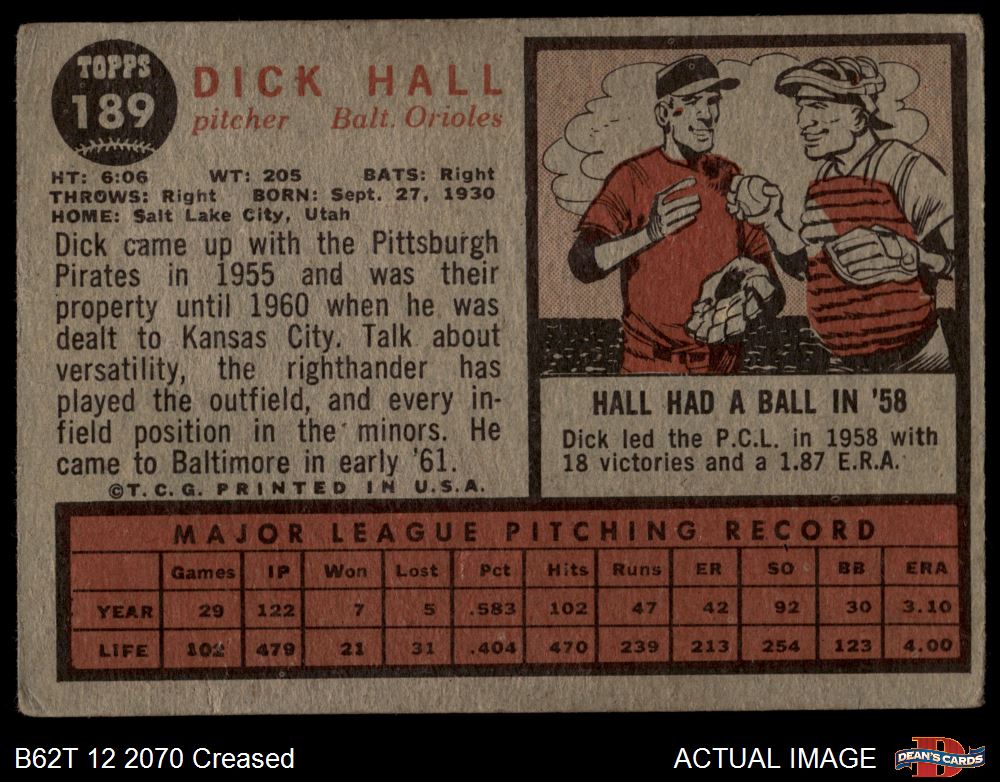 TOPPS
189
DICK HALL
pitcher Balt. Orioles
HT: 6:06 WT: 205 BATS: Right
THROWS: Right BORN: Sept. 27, 1930
HOME: Salt Lake City, Utah
Dick came up with the Pittsburgh
Pirates in 1955 and was their
property until 1960 when he was
dealt to Kansas City. Talk about
versatility, the righthander has
played the outfield, and every in-
field position in the minors. He
came to Baltimore in early '61.
©T.C.G. PRINTED IN U.S.A.
HALL HAD A BALL IN '58
Dick led the P.C.L. in 1958 with
18 victories and a 1.87 E.R.A.
MAJOR LEAGUE PITCHING RECORD
Games IP Won Lost Pct Hits Runs ER SO BB ERA
YEAR 29 122 7 5 .583 102 47 42 92 30 3.10
LIFE 102 479 21 31 .404 470 239 213 254 123 4.00
B62T 12 2070 Creased
ACTUAL IMAGE
D
DEAN'S CARDS